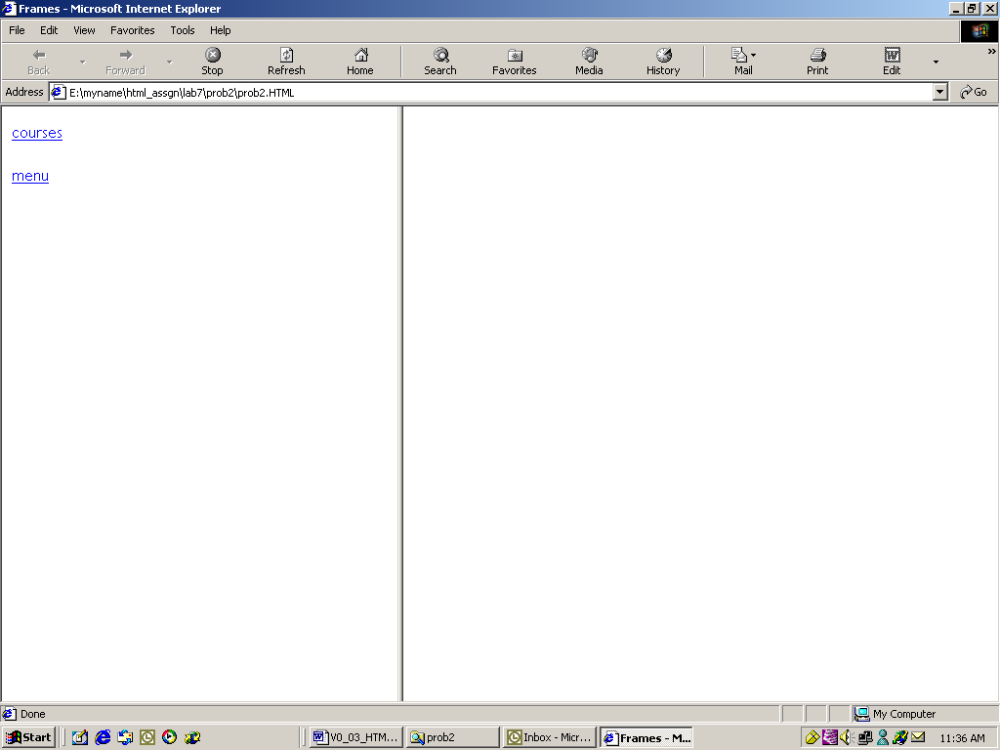 Frames - Microsoft Internet Explorer
File Edit View Favorites Tools Help
Back Forward Stop Refresh Home Search Favorites Media History Mail Print Edit »
Address E:\myname\html_assgn\lab7\prob2\prob2.HTML Go
courses
menu
Done My Computer
Start V0_03_HTM... prob2 Inbox - Micr... Frames - M... 11:36 AM